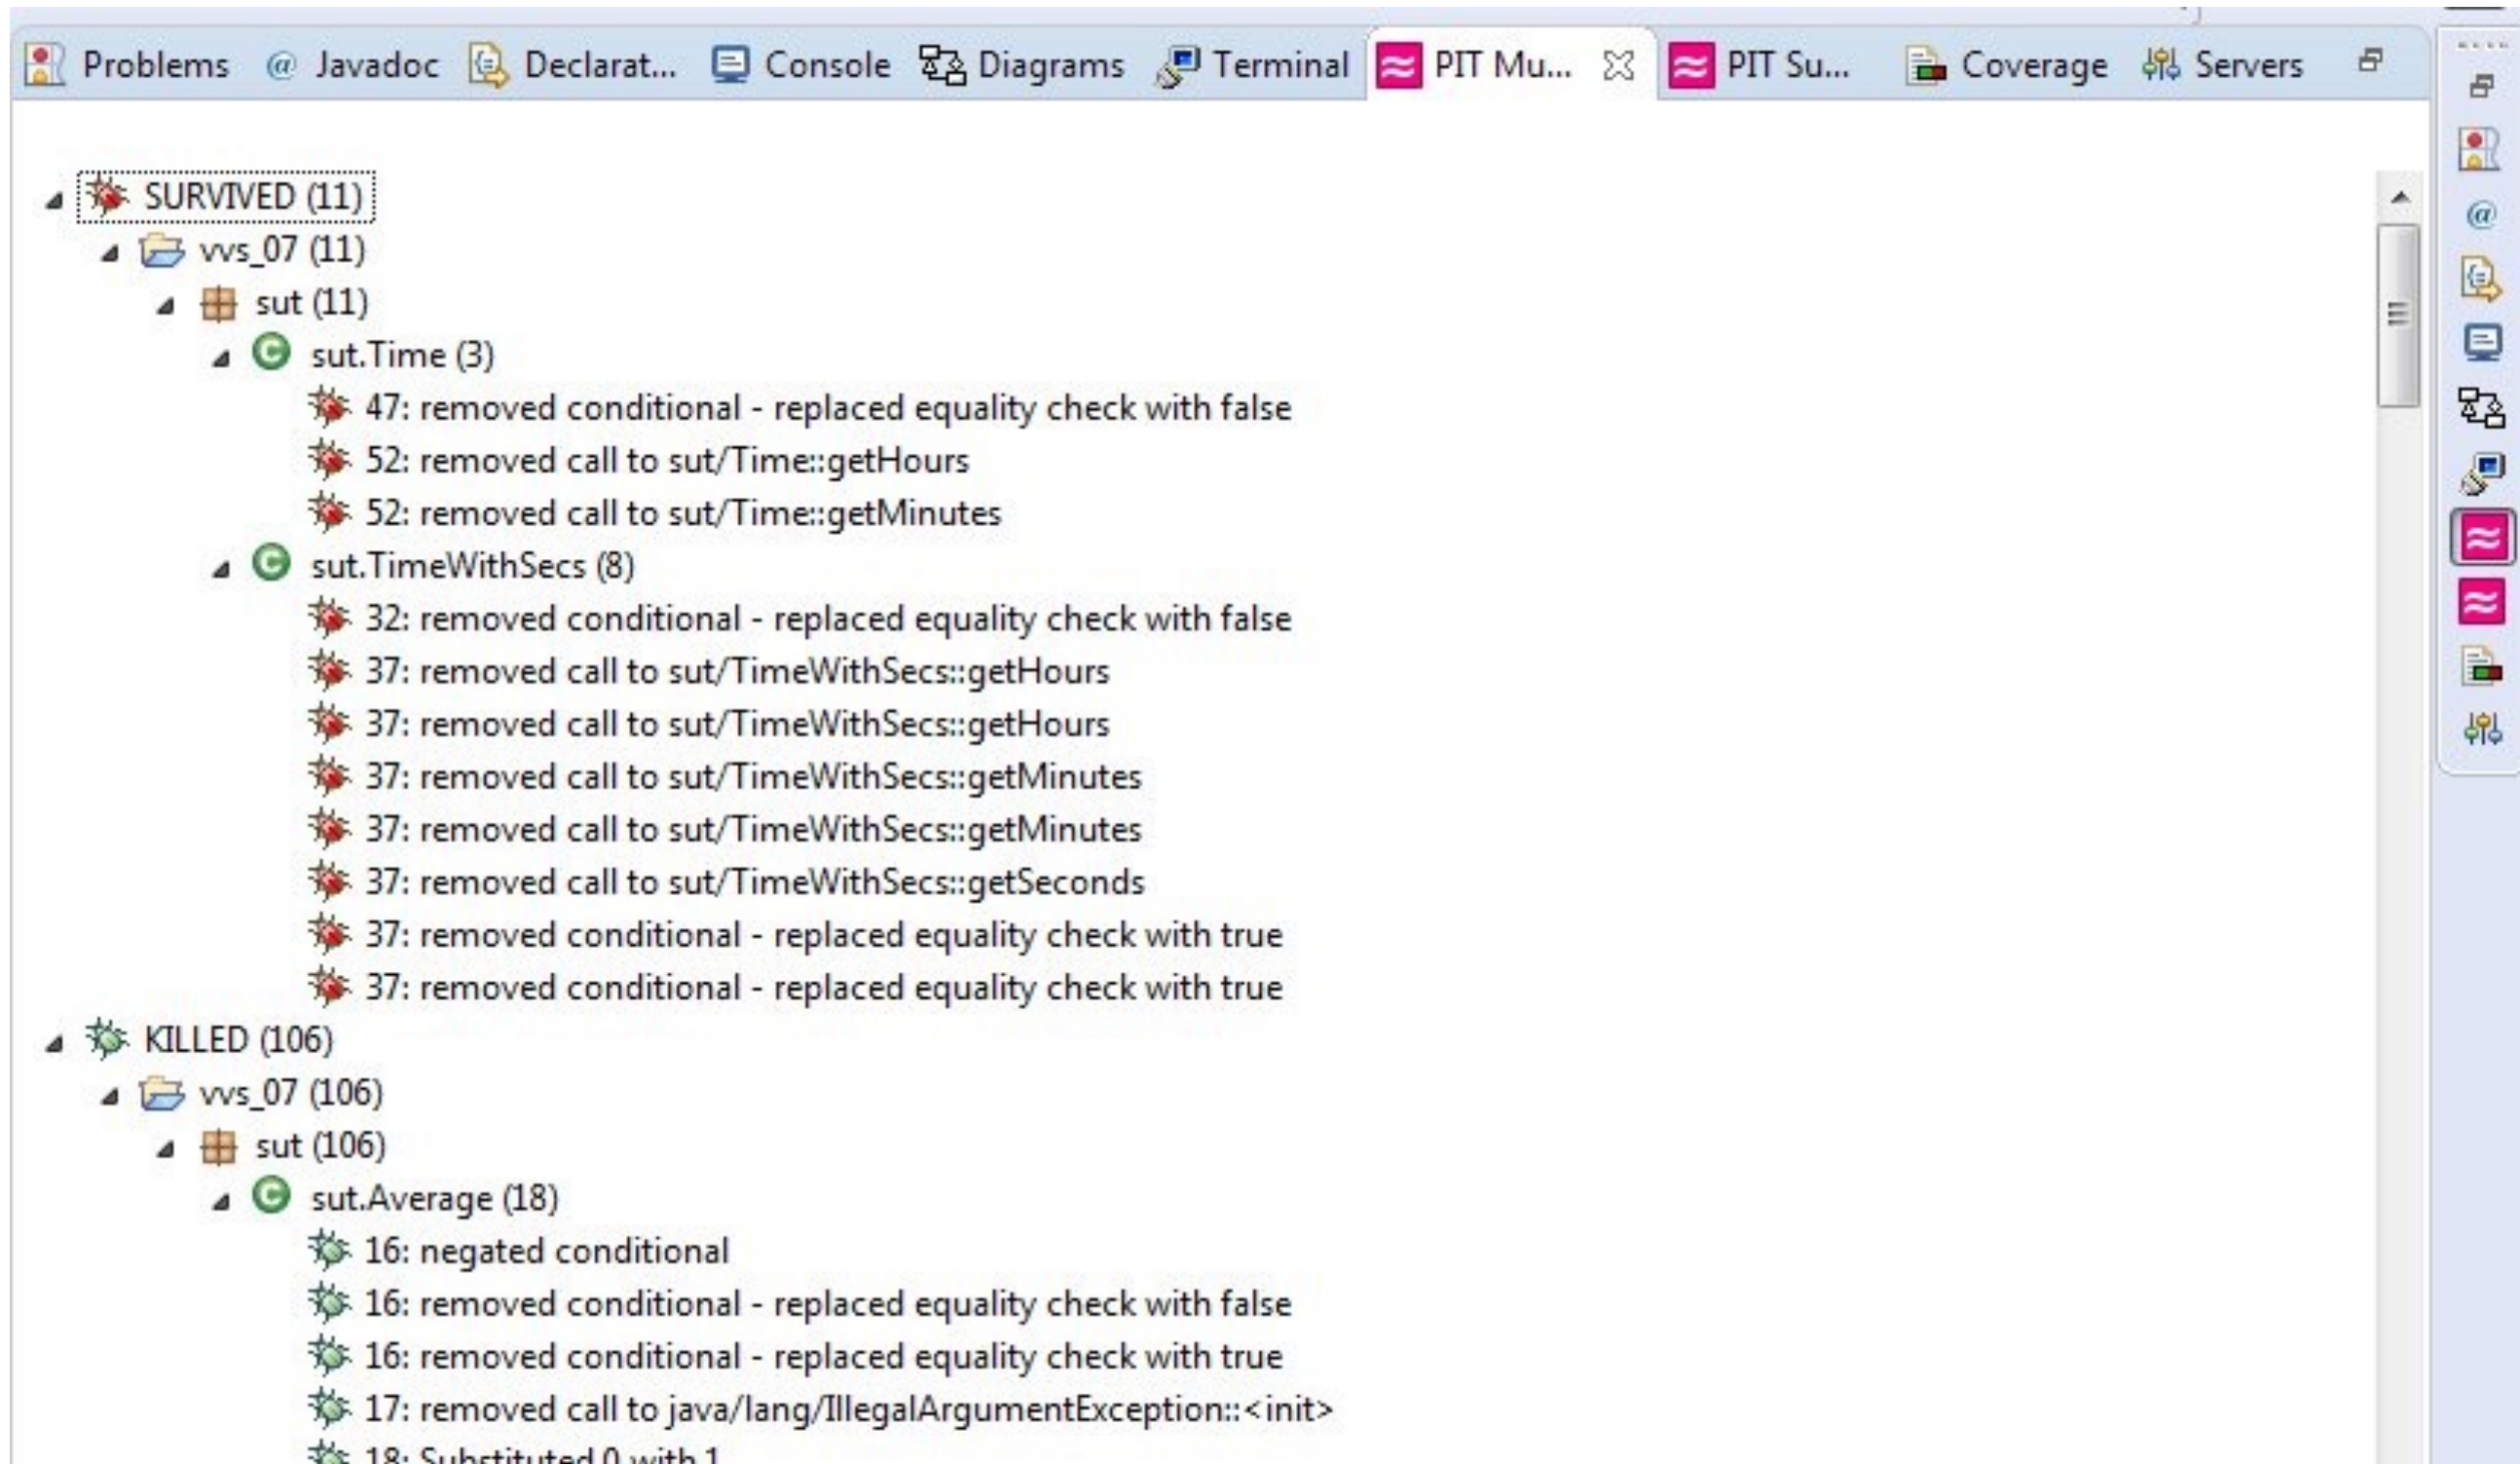 Problems @ Javadoc Declarat... Console Diagrams Terminal PIT Mu... PIT Su... Coverage Servers
SURVIVED (11)
vvs_07 (11)
sut (11)
sut.Time (3)
47: removed conditional - replaced equality check with false
52: removed call to sut/Time::getHours
52: removed call to sut/Time::getMinutes
sut.TimeWithSecs (8)
32: removed conditional - replaced equality check with false
37: removed call to sut/TimeWithSecs::getHours
37: removed call to sut/TimeWithSecs::getHours
37: removed call to sut/TimeWithSecs::getMinutes
37: removed call to sut/TimeWithSecs::getMinutes
37: removed call to sut/TimeWithSecs::getSeconds
37: removed conditional - replaced equality check with true
37: removed conditional - replaced equality check with true
KILLED (106)
vvs_07 (106)
sut (106)
sut.Average (18)
16: negated conditional
16: removed conditional - replaced equality check with false
16: removed conditional - replaced equality check with true
17: removed call to java/lang/IllegalArgumentException::<init>
18: Substituted 0 with 1